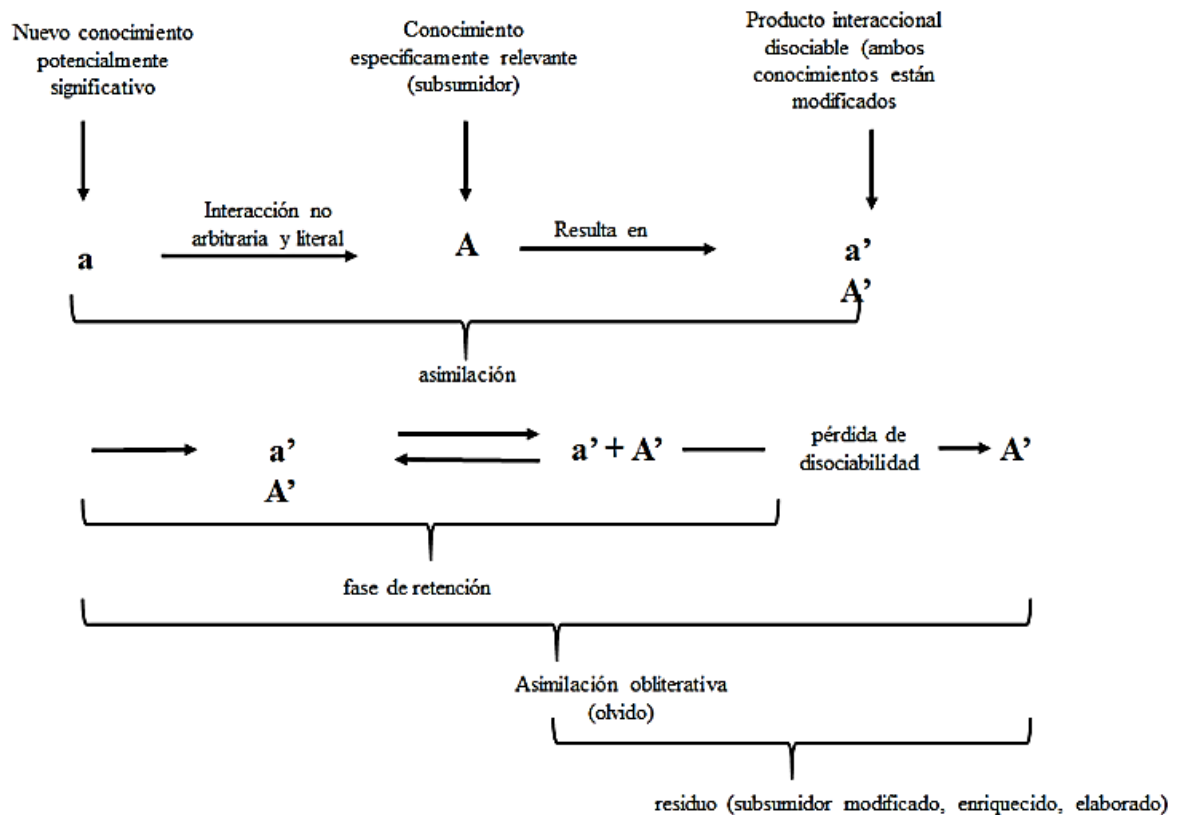 Nuevo conocimiento
potencialmente
significativo
Conocimiento
específicamente relevante
(subsumidor)
Producto interaccional
disociable (ambos
conocimientos están
modificados
a
Interacción no
arbitraria y literal
A
Resulta en
a’
A’
asimilación
a’
A’
a’ + A’
pérdida de
disociabilidad
A’
fase de retención
Asimilación obliterativa
(olvido)
residuo (subsumidor modificado, enriquecido, elaborado)